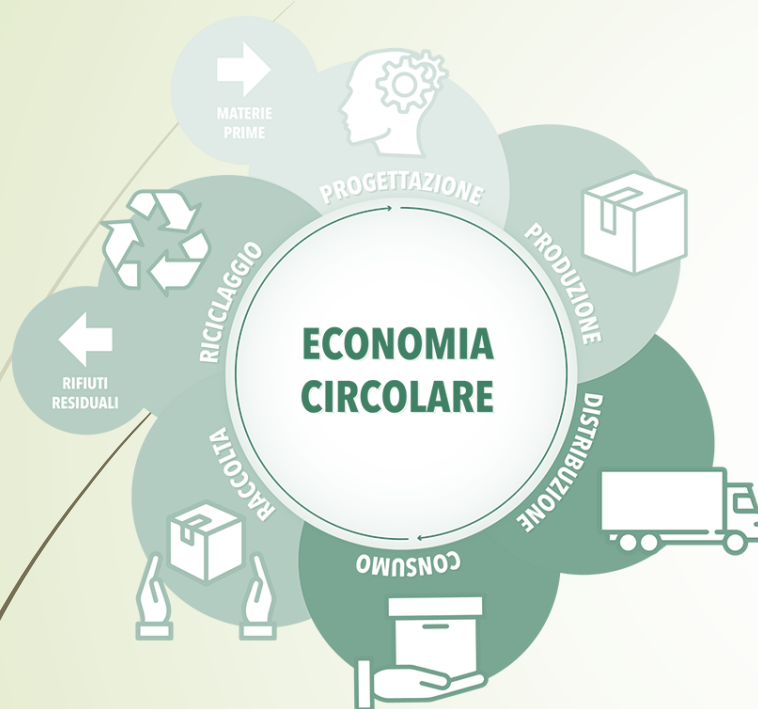 MATERIE
PRIME
PROGETTAZIONE
PRODUZIONE
DISTRIBUZIONE
CONSUMO
RACCOLTA
RICICLAGGIO
RIFIUTI
RESIDUALI
ECONOMIA
CIRCOLARE